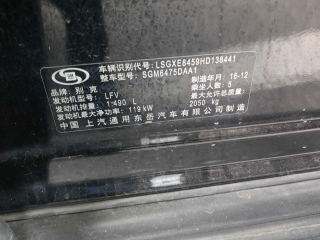 车辆识别代号: LSGXE8459HD138441
整车型号: SGM6475DAA1
品牌: 别克 制造年月: 16-12
发动机型号: LFV 乘坐人数: 5
发动机排量: 1.490 L 最大允许总质量:
发动机最大净功率: 119 kW 2050 kg
中国上汽通用东岳汽车有限公司制造